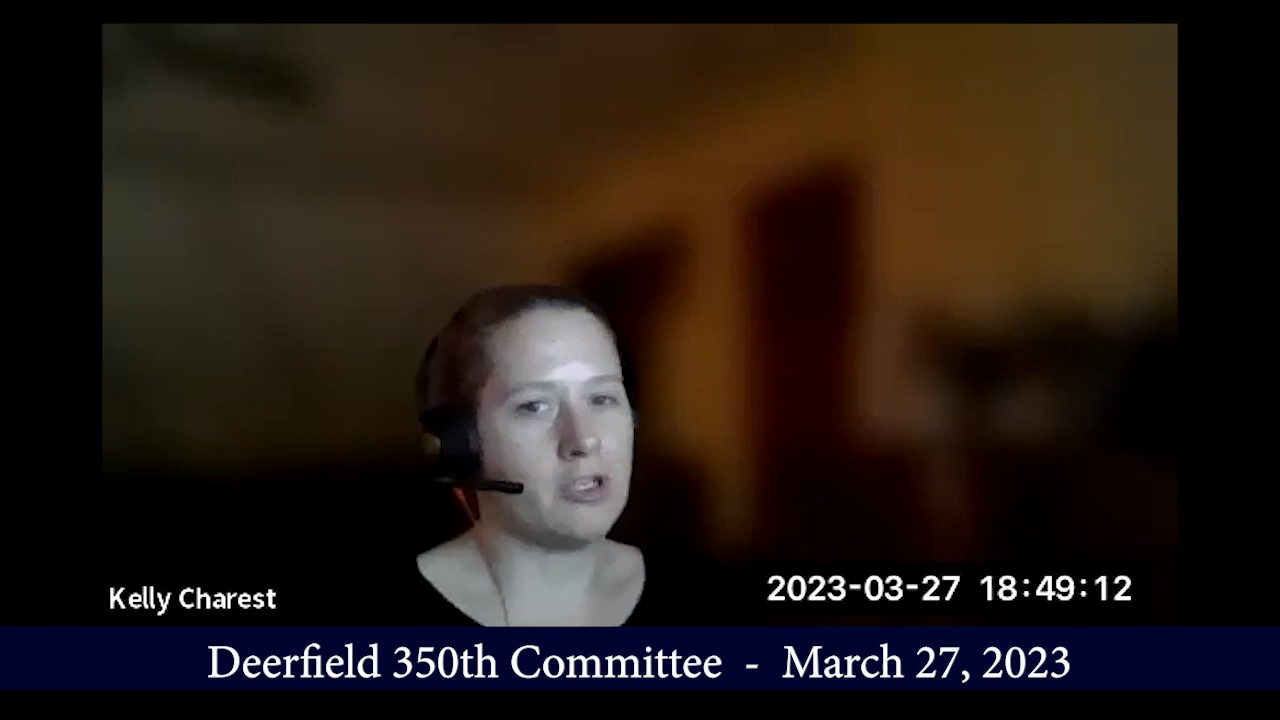 Kelly Charest
2023-03-27 18:49:12
Deerfield 350th Committee - March 27, 2023